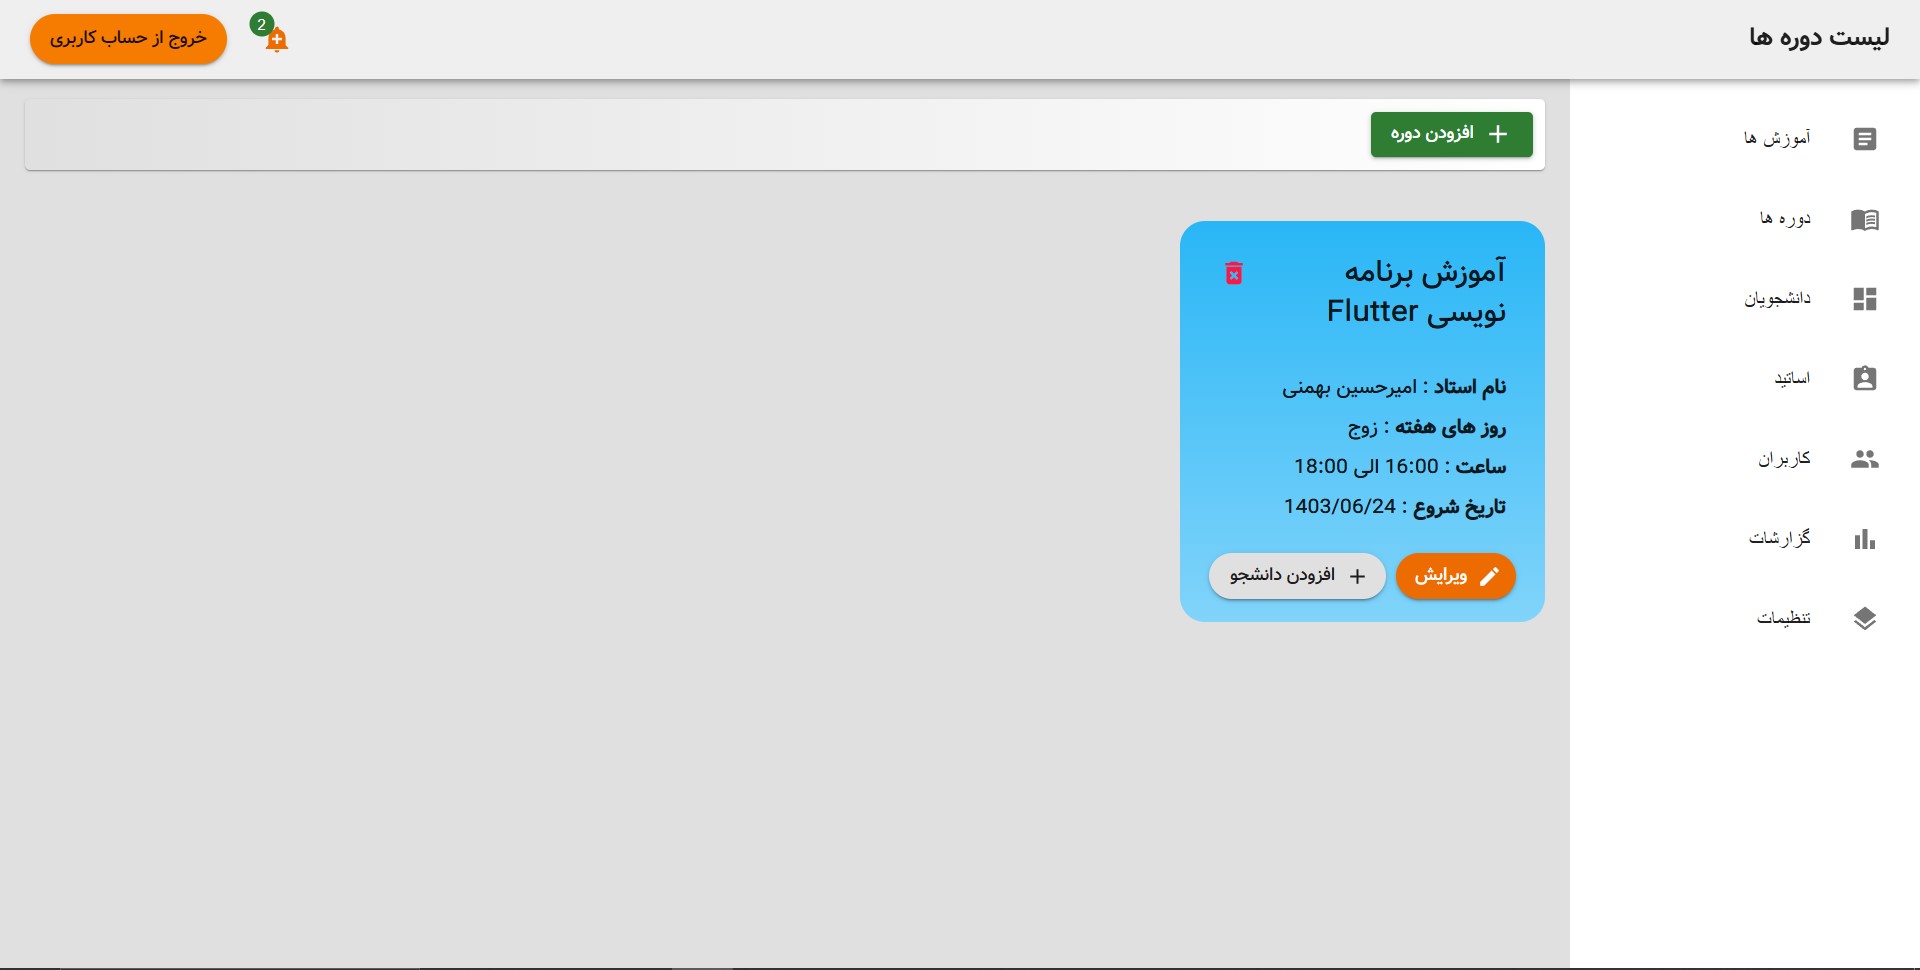 لیست دوره ها
2
خروج از حساب کاربری
آموزش ها
دوره ها
دانشجویان
اساتید
کاربران
گزارشات
تنظیمات
افزودن دوره
آموزش برنامه
نویسی Flutter
نام استاد : امیرحسین بهمنی
روز های هفته : زوج
ساعت : 16:00 الی 18:00
تاریخ شروع : 1403/06/24
ویرایش
افزودن دانشجو